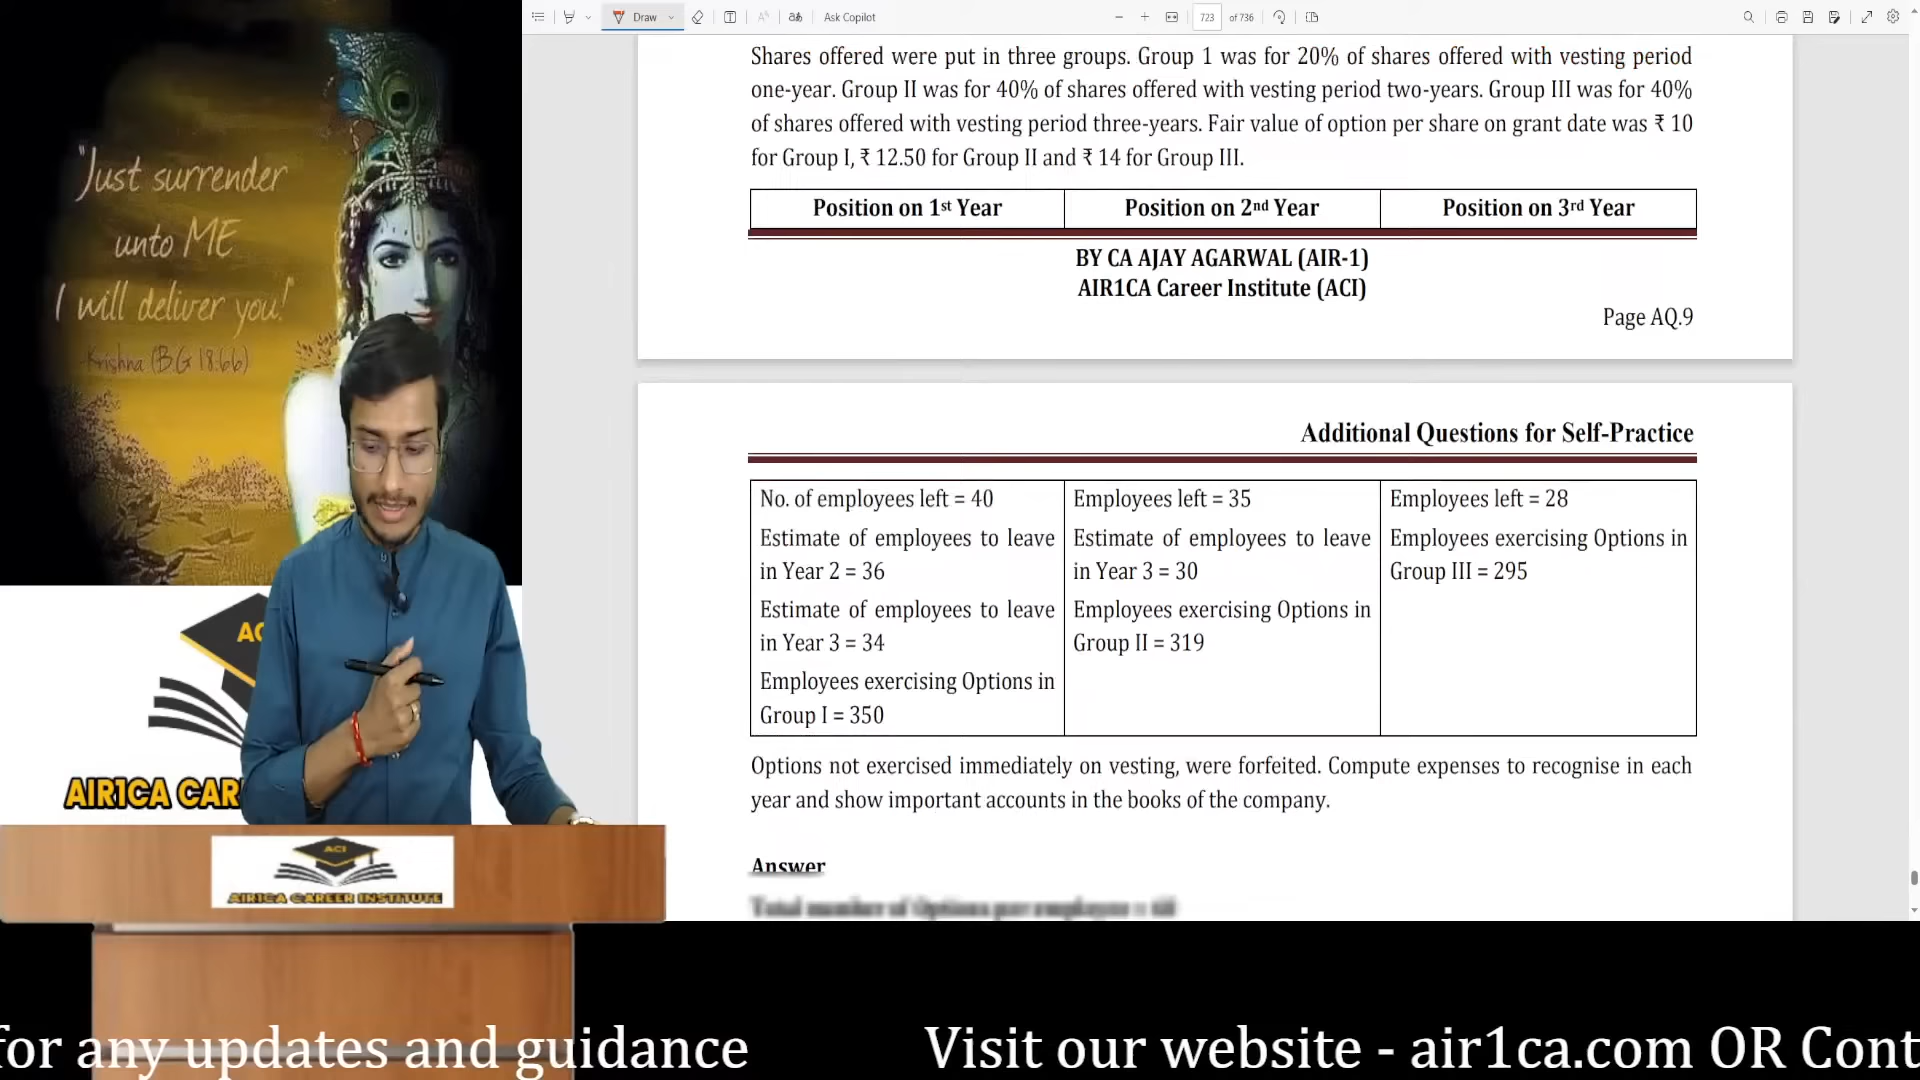 Draw
Ask Copilot
723 of 736
"Just surrender
unto ME
I will deliver you!"
-Krishna (B.G 18.66)
Shares offered were put in three groups. Group 1 was for 20% of shares offered with vesting period
one-year. Group II was for 40% of shares offered with vesting period two-years. Group III was for 40%
of shares offered with vesting period three-years. Fair value of option per share on grant date was ₹ 10
for Group I, ₹ 12.50 for Group II and ₹ 14 for Group III.
Position on 1st Year
Position on 2nd Year
Position on 3rd Year
BY CA AJAY AGARWAL (AIR-1)
AIR1CA Career Institute (ACI)
Page AQ.9
Additional Questions for Self-Practice
No. of employees left = 40
Estimate of employees to leave
in Year 2 = 36
Estimate of employees to leave
in Year 3 = 34
Employees exercising Options in
Group I = 350
Employees left = 35
Estimate of employees to leave
in Year 3 = 30
Employees exercising Options in
Group II = 319
Employees left = 28
Employees exercising Options in
Group III = 295
Options not exercised immediately on vesting, were forfeited. Compute expenses to recognise in each
year and show important accounts in the books of the company.
Answer
Total number of Options per employee = 60
AC
AIR1CA CAR
ACI
AIR1CA CAREER INSTITUTE
for any updates and guidance
Visit our website - air1ca.com OR Cont